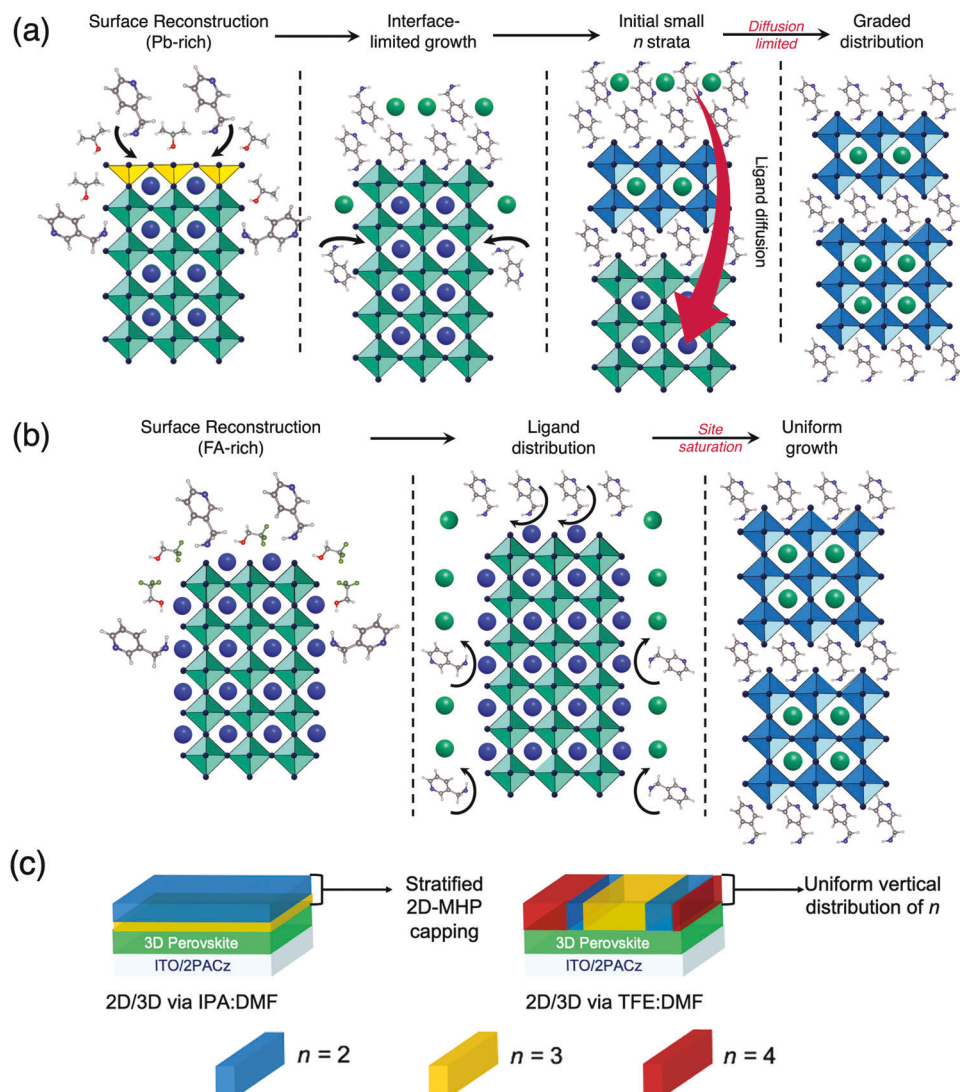 (a)
Surface Reconstruction
(Pb-rich)
Interface-
limited growth
Initial small
n strata
Diffusion
limited
Graded
distribution
Ligand diffusion
(b)
Surface Reconstruction
(FA-rich)
Ligand
distribution
Site
saturation
Uniform
growth
(c)
3D Perovskite
ITO/2PACz
Stratified
2D-MHP
capping
3D Perovskite
ITO/2PACz
Uniform vertical
distribution of n
2D/3D via IPA:DMF
2D/3D via TFE:DMF
n = 2
n = 3
n = 4